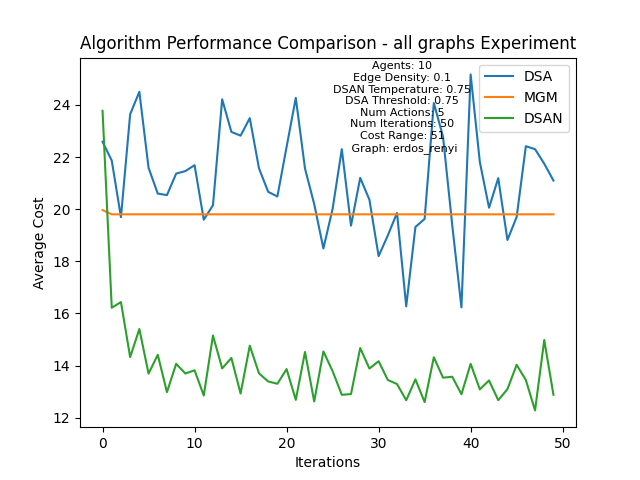 Algorithm Performance Comparison - all graphs Experiment
Agents: 10
Edge Density: 0.1
DSAN Temperature: 0.75
DSA Threshold: 0.75
Num Actions: 5
Num Iterations: 50
Cost Range: 51
Graph: erdos_renyi
DSA
MGM
DSAN
Average Cost
24
22
20
18
16
14
12
0
10
20
30
40
50
Iterations